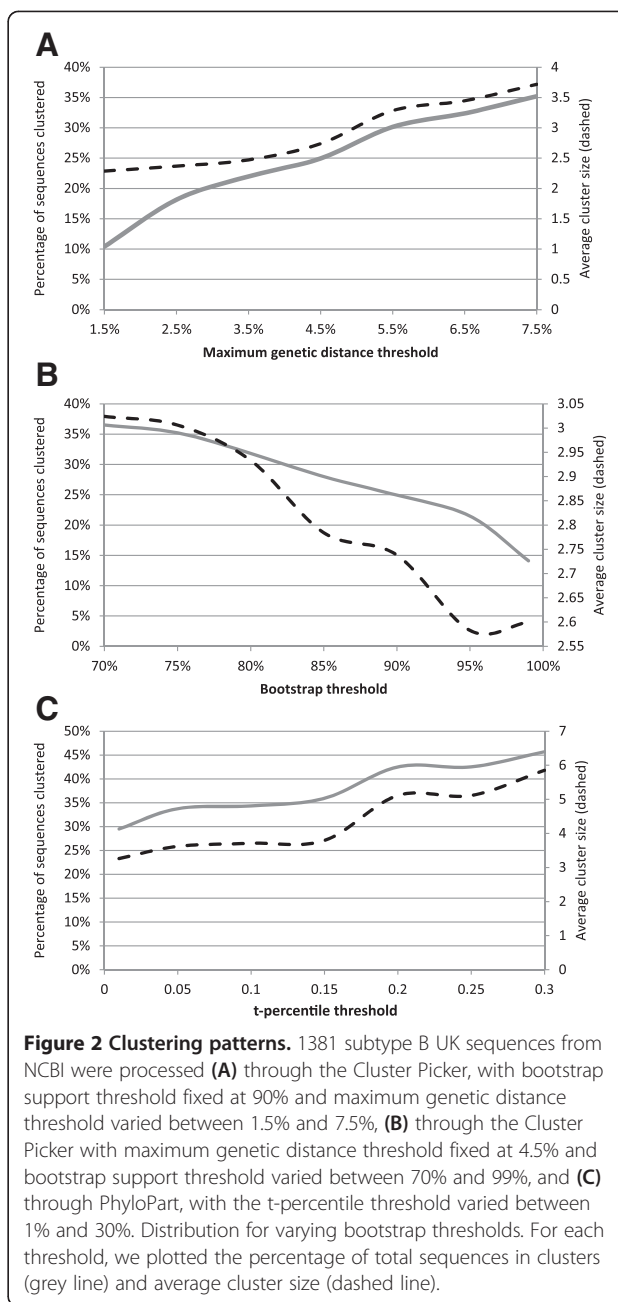 A
40%
35%
30%
25%
20%
15%
10%
5%
0%
Percentage of sequences clustered
4
3.5
3
2.5
2
1.5
1
0.5
0
Average cluster size (dashed)
1.5% 2.5% 3.5% 4.5% 5.5% 6.5% 7.5%
Maximum genetic distance threshold
B
40%
35%
30%
25%
20%
15%
10%
5%
0%
Percentage of sequences clustered
3.05
3
2.95
2.9
2.85
2.8
2.75
2.7
2.65
2.6
2.55
Average cluster size (dashed)
70% 75% 80% 85% 90% 95% 100%
Bootstrap threshold
C
50%
45%
40%
35%
30%
25%
20%
15%
10%
5%
0%
Percentage of sequences clustered
7
6
5
4
3
2
1
0
Average cluster size (dashed)
0 0.05 0.1 0.15 0.2 0.25 0.3
t-percentile threshold
Figure 2 Clustering patterns. 1381 subtype B UK sequences from
NCBI were processed (A) through the Cluster Picker, with bootstrap
support threshold fixed at 90% and maximum genetic distance
threshold varied between 1.5% and 7.5%, (B) through the Cluster
Picker with maximum genetic distance threshold fixed at 4.5% and
bootstrap support threshold varied between 70% and 99%, and (C)
through PhyloPart, with the t-percentile threshold varied between
1% and 30%. Distribution for varying bootstrap thresholds. For each
threshold, we plotted the percentage of total sequences in clusters
(grey line) and average cluster size (dashed line).